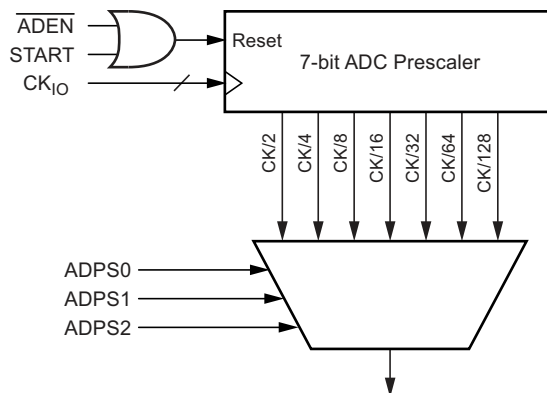 ADEN
START
CK_IO
Reset
7-bit ADC Prescaler
CK/2
CK/4
CK/8
CK/16
CK/32
CK/64
CK/128
ADPS0
ADPS1
ADPS2